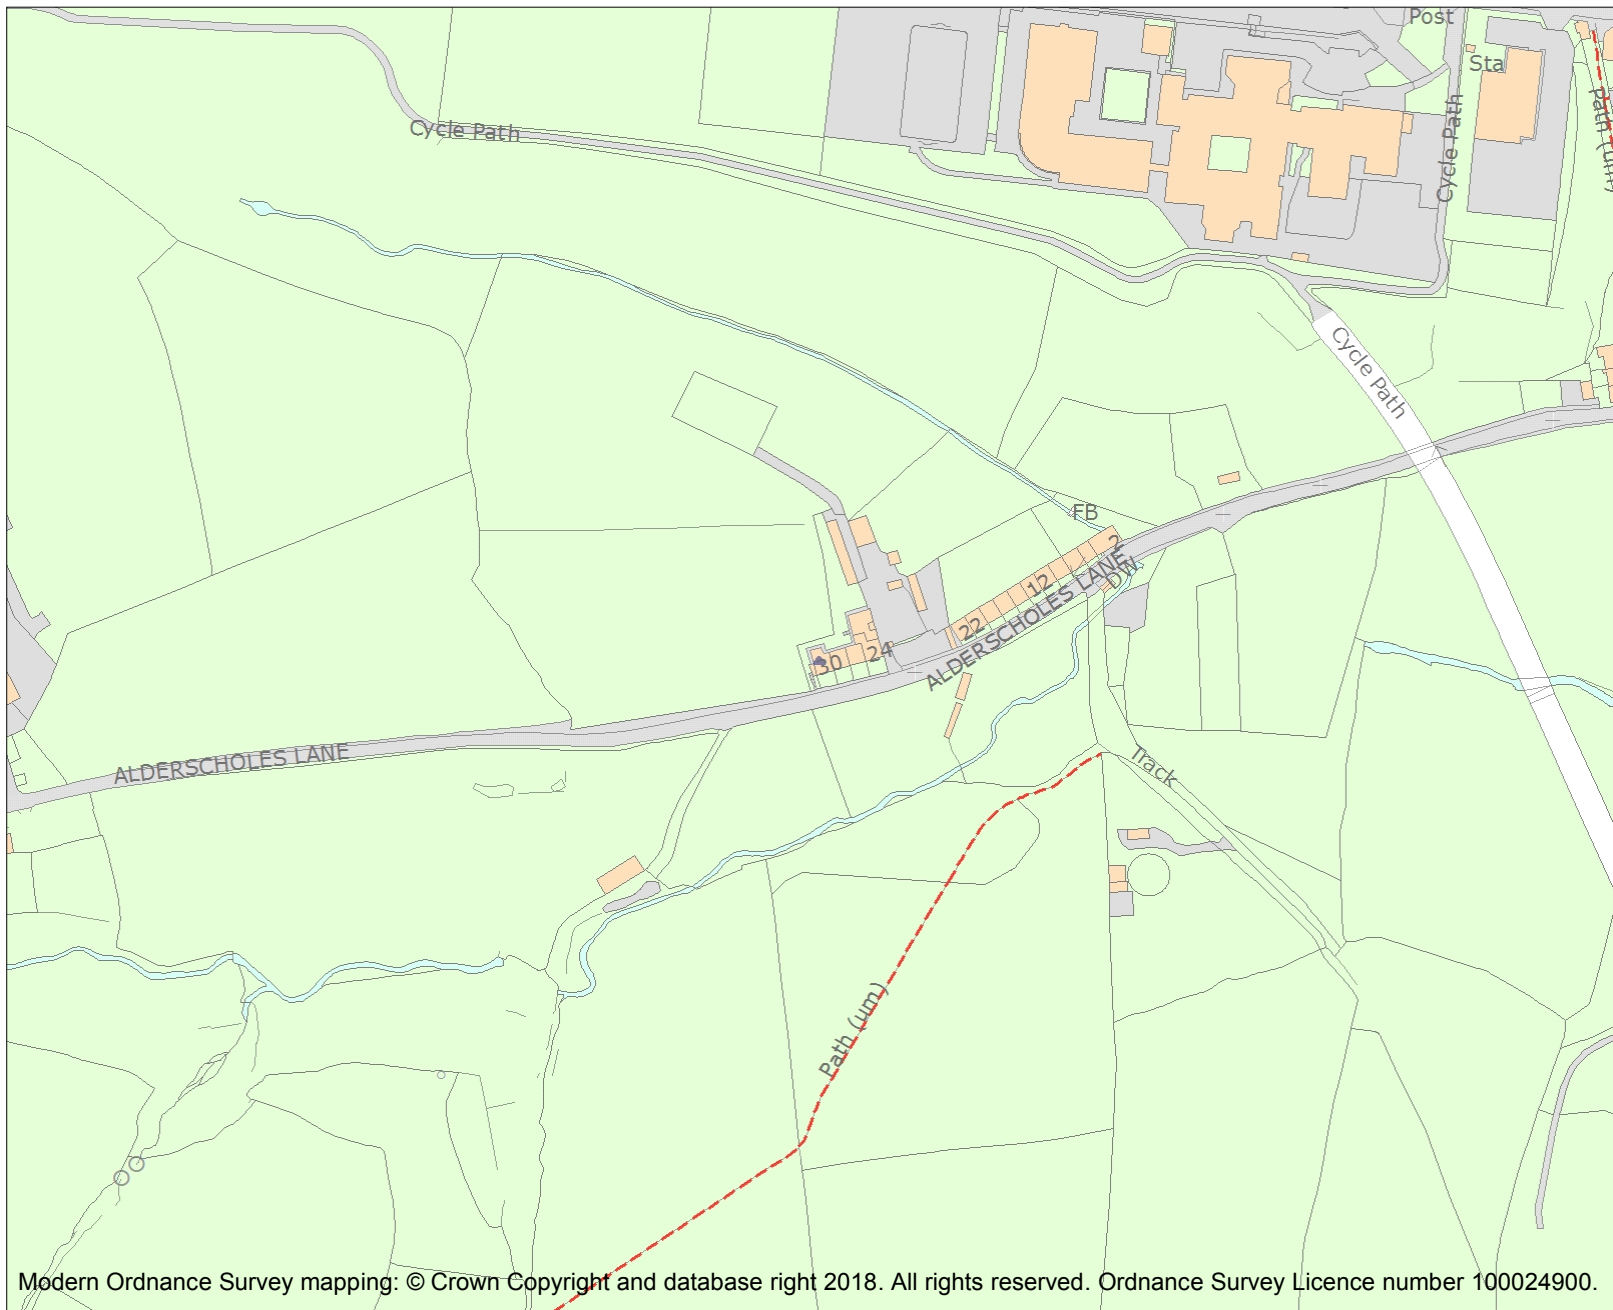 Post
Sta
Cycle Path
Cycle Path
Path (um)
Cycle Path
FB
2
12
DW
22
24
30
ALDERSCHOLES LANE
ALDERSCHOLES LANE
Track
Path (um)
Modern Ordnance Survey mapping: © Crown Copyright and database right 2018. All rights reserved. Ordnance Survey Licence number 100024900.